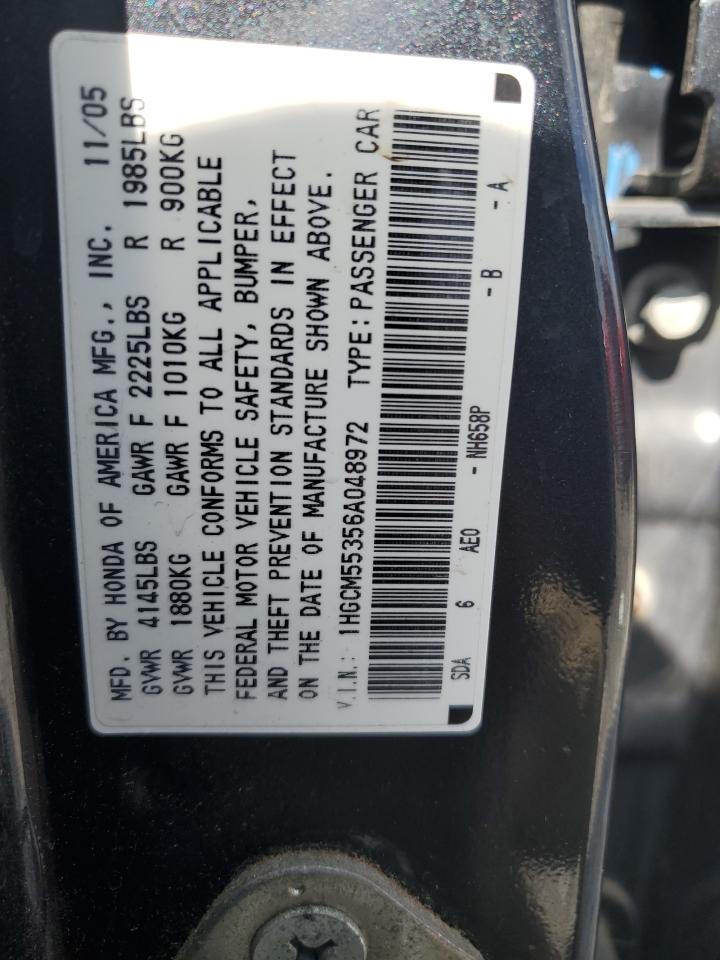 MFD. BY HONDA OF AMERICA MFG., INC. 11/05
GVWR 4145LBS GAWR F 2225LBS R 1985LBS
GVWR 1880KG GAWR F 1010KG R 900KG
THIS VEHICLE CONFORMS TO ALL APPLICABLE
FEDERAL MOTOR VEHICLE SAFETY, BUMPER,
AND THEFT PREVENTION STANDARDS IN EFFECT
ON THE DATE OF MANUFACTURE SHOWN ABOVE.
V.I.N.: 1HGCM55356A048972 TYPE: PASSENGER CAR
SDA 6 AE0 - NH658P - B - A